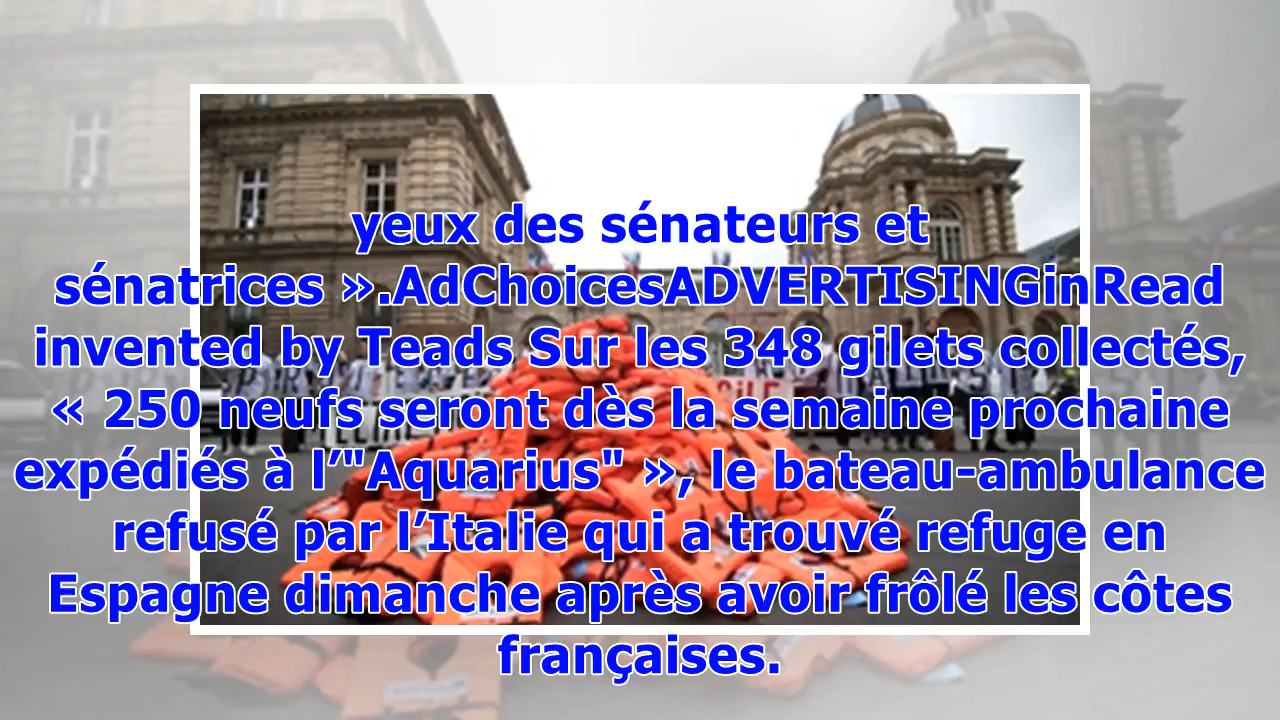 yeux des sénateurs et
sénatrices ».AdChoicesADVERTISINGinRead
invented by Teads Sur les 348 gilets collectés,
« 250 neufs seront dès la semaine prochaine
expédiés à l’"Aquarius" », le bateau-ambulance
refusé par l’Italie qui a trouvé refuge en
Espagne dimanche après avoir frôlé les côtes
françaises.